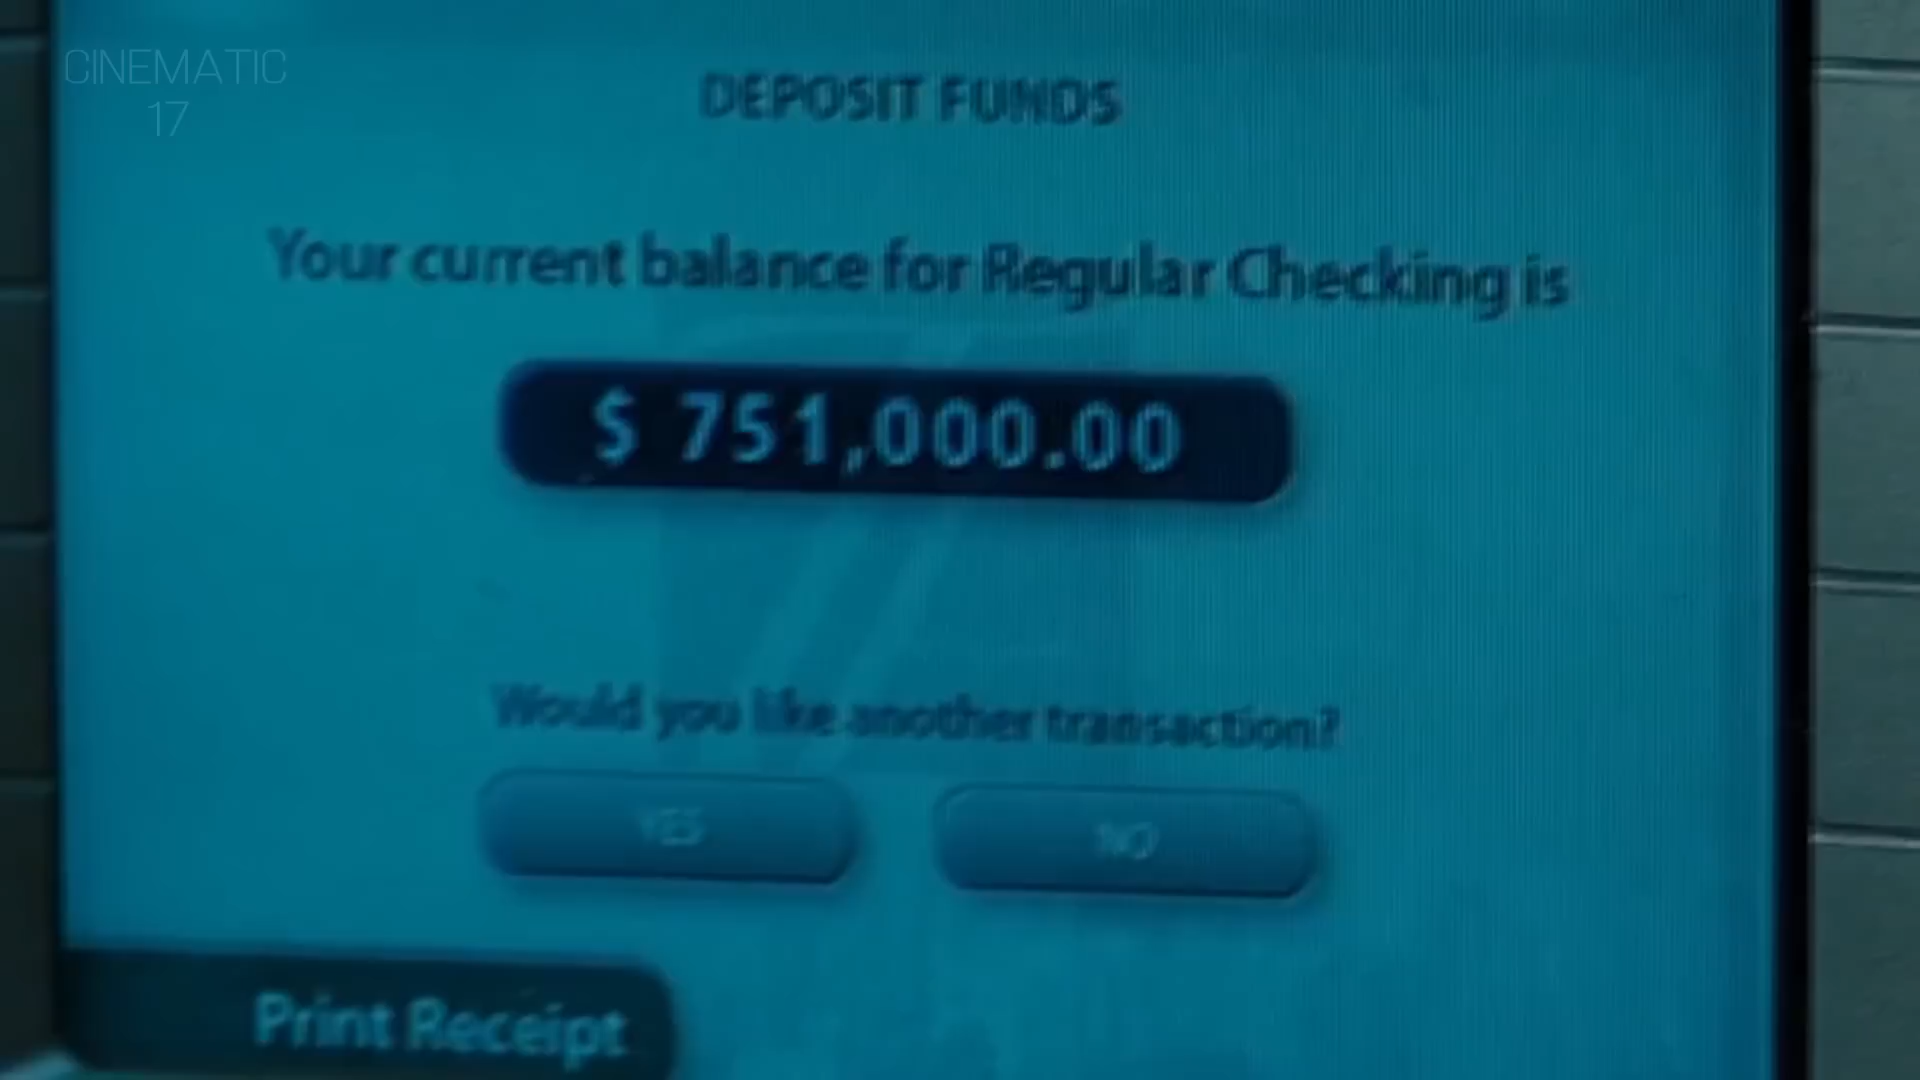 CINEMATIC
17
DEPOSIT FUNDS
Your current balance for Regular Checking is
$ 751,000.00
Would you like another transaction?
YES NO
Print Receipt